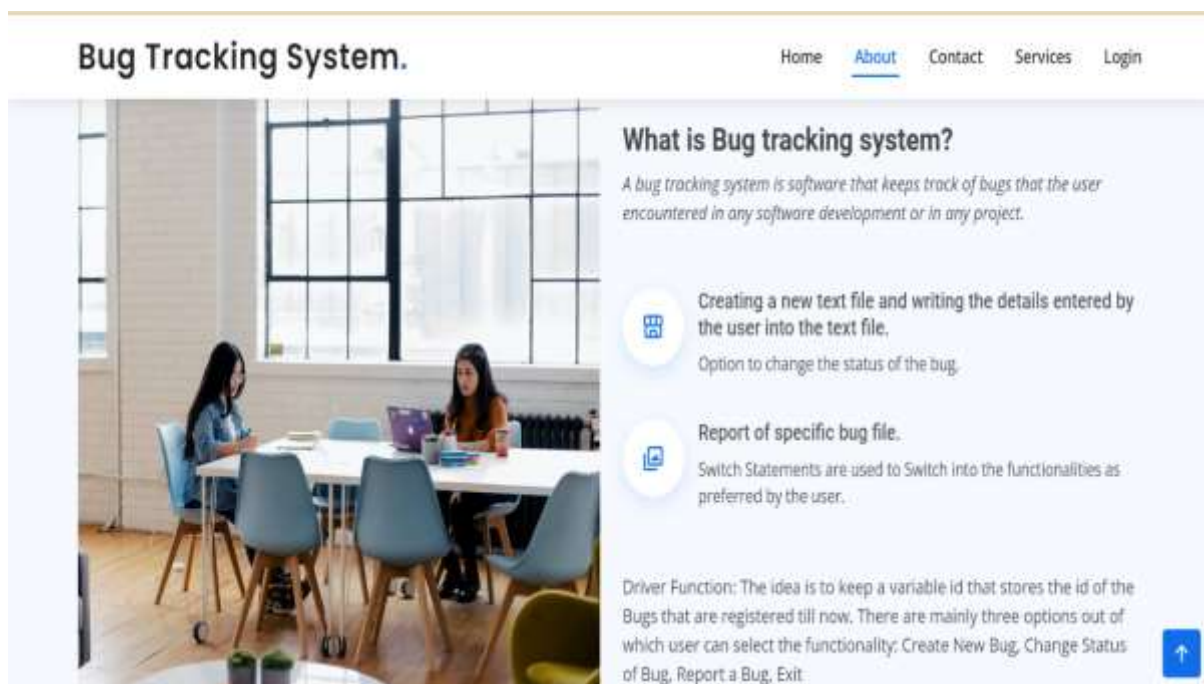 Bug Tracking System.
Home About Contact Services Login
What is Bug tracking system?
A bug tracking system is software that keeps track of bugs that the user
encountered in any software development or in any project.
Creating a new text file and writing the details entered by
the user into the text file.
Option to change the status of the bug.
Report of specific bug file.
Switch Statements are used to Switch into the functionalities as
preferred by the user.
Driver Function: The idea is to keep a variable id that stores the id of the
Bugs that are registered till now. There are mainly three options out of
which user can select the functionality: Create New Bug, Change Status
of Bug, Report a Bug, Exit